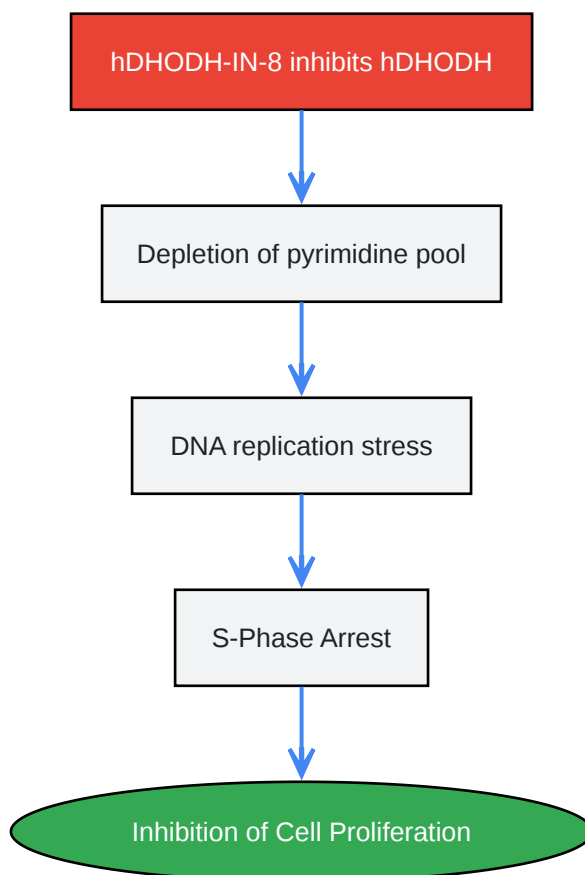 hDHODH-IN-8 inhibits hDHODH
Depletion of pyrimidine pool
DNA replication stress
S-Phase Arrest
Inhibition of Cell Proliferation